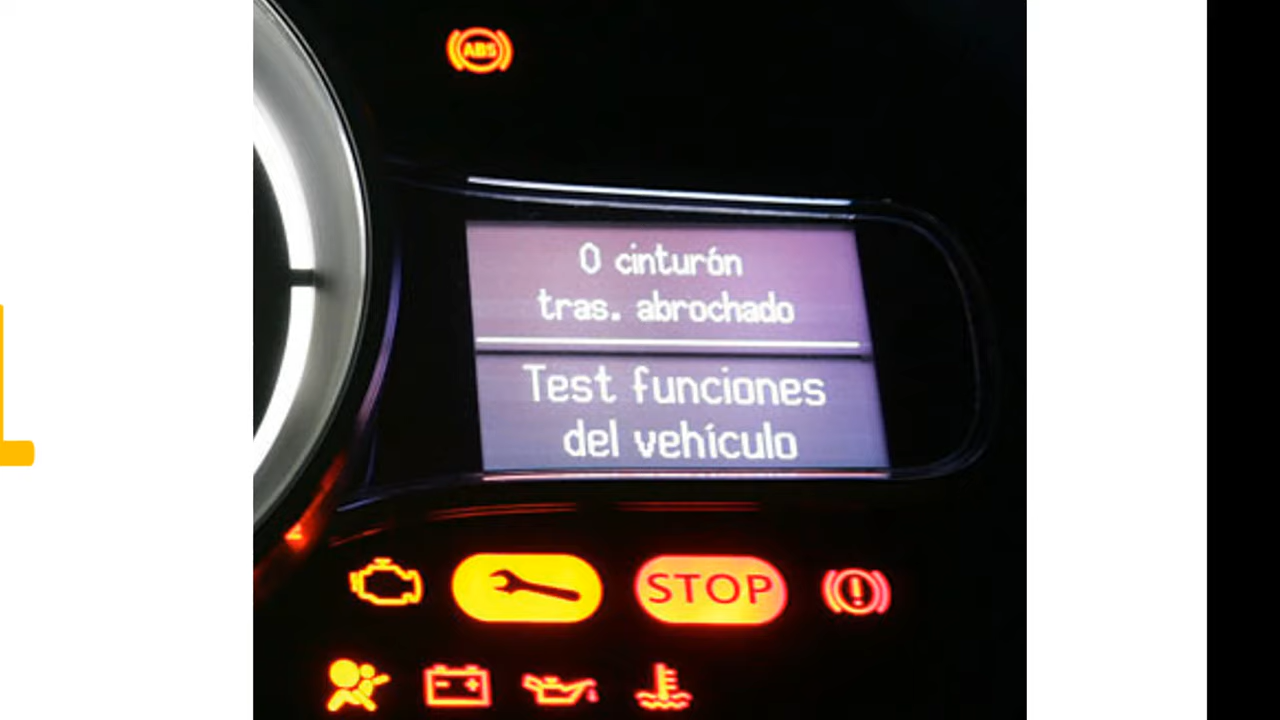 ABS
0 cinturón
tras. abrochado
Test funciones
del vehículo
STOP